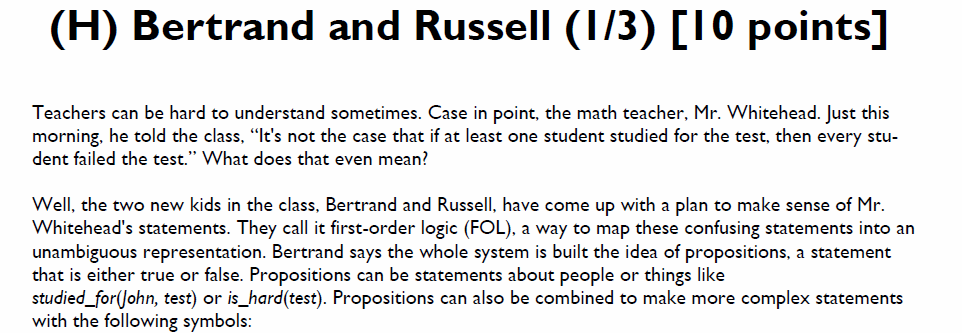 (H) Bertrand and Russell (1/3) [10 points]
Teachers can be hard to understand sometimes. Case in point, the math teacher, Mr. Whitehead. Just this
morning, he told the class, “It's not the case that if at least one student studied for the test, then every stu-
dent failed the test.” What does that even mean?
Well, the two new kids in the class, Bertrand and Russell, have come up with a plan to make sense of Mr.
Whitehead's statements. They call it first-order logic (FOL), a way to map these confusing statements into an
unambiguous representation. Bertrand says the whole system is built the idea of propositions, a statement
that is either true or false. Propositions can be statements about people or things like
studied_for(John, test) or is_hard(test). Propositions can also be combined to make more complex statements
with the following symbols: